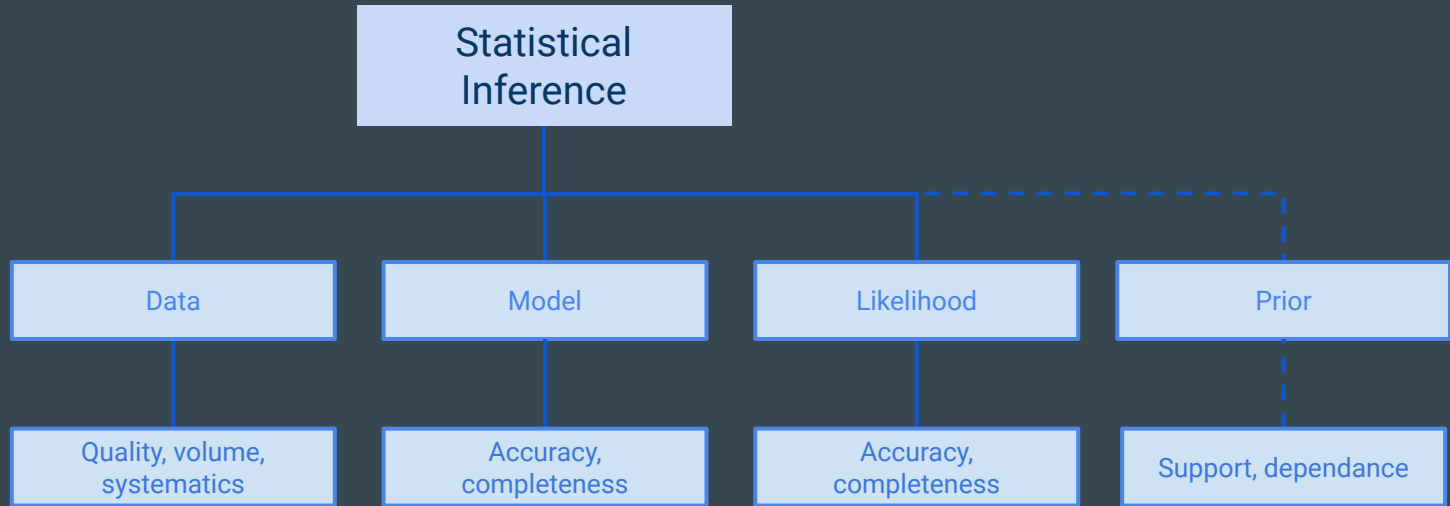 Statistical
Inference
Data
Model
Likelihood
Prior
Quality, volume,
systematics
Accuracy,
completeness
Accuracy,
completeness
Support, dependance